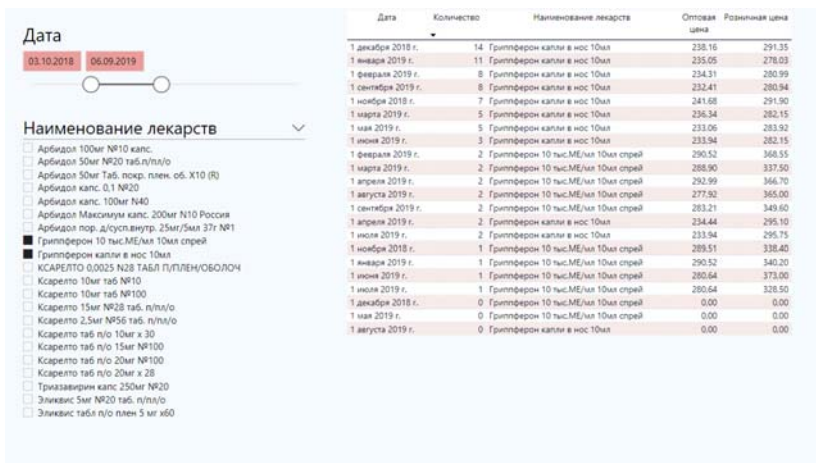 Дата
03.10.2018 06.09.2019
Наименование лекарств
Арбидол 100мг №10 капс.
Арбидол 50мг №20 таб.п/пл/о
Арбидол 50мг Таб. покр. плен. об. X10 (R)
Арбидол капс. 0,1 №20
Арбидол капс. 100мг N40
Арбидол Максимум капс. 200мг N10 Россия
Арбидол пор. д/сусп.внутр. 25мг/5мл 37г №1
Гриппферон 10 тыс.МЕ/мл 10мл спрей
Гриппферон капли в нос 10мл
КСАРЕЛТО 0,0025 N28 ТАБЛ П/ПЛЕН/ОБОЛОЧ
Ксарелто 10мг таб №10
Ксарелто 10мг таб №100
Ксарелто 15мг №28 таб. п/пл/о
Ксарелто 2,5мг №56 таб. п/пл/о
Ксарелто таб п/о 10мг x 30
Ксарелто таб п/о 15мг №100
Ксарелто таб п/о 20мг №100
Ксарелто таб п/о 20мг x 28
Триазавирин капс 250мг №20
Эликвис 5мг №20 таб. п/пл/о
Эликвис табл п/о плен 5 мг x60
Дата Количество Наименование лекарств Оптовая цена Розничная цена
1 декабря 2018 г. 14 Гриппферон капли в нос 10мл 238.16 291.35
1 января 2019 г. 11 Гриппферон капли в нос 10мл 235.05 278.03
1 февраля 2019 г. 8 Гриппферон капли в нос 10мл 234.31 280.99
1 сентября 2019 г. 8 Гриппферон капли в нос 10мл 232.41 280.94
1 ноября 2018 г. 7 Гриппферон капли в нос 10мл 241.68 291.90
1 марта 2019 г. 5 Гриппферон капли в нос 10мл 236.34 282.15
1 мая 2019 г. 5 Гриппферон капли в нос 10мл 233.06 283.92
1 июня 2019 г. 3 Гриппферон капли в нос 10мл 233.94 282.15
1 февраля 2019 г. 2 Гриппферон 10 тыс.МЕ/мл 10мл спрей 290.52 368.55
1 марта 2019 г. 2 Гриппферон 10 тыс.МЕ/мл 10мл спрей 288.90 337.50
1 апреля 2019 г. 2 Гриппферон 10 тыс.МЕ/мл 10мл спрей 292.99 366.70
1 августа 2019 г. 2 Гриппферон 10 тыс.МЕ/мл 10мл спрей 277.92 365.00
1 сентября 2019 г. 2 Гриппферон 10 тыс.МЕ/мл 10мл спрей 283.21 349.60
1 апреля 2019 г. 2 Гриппферон капли в нос 10мл 234.44 295.10
1 июля 2019 г. 2 Гриппферон капли в нос 10мл 233.94 295.75
1 ноября 2018 г. 1 Гриппферон 10 тыс.МЕ/мл 10мл спрей 289.51 338.40
1 января 2019 г. 1 Гриппферон 10 тыс.МЕ/мл 10мл спрей 290.52 340.20
1 июня 2019 г. 1 Гриппферон 10 тыс.МЕ/мл 10мл спрей 280.64 373.00
1 июля 2019 г. 1 Гриппферон 10 тыс.МЕ/мл 10мл спрей 280.64 328.50
1 декабря 2018 г. 0 Гриппферон 10 тыс.МЕ/мл 10мл спрей 0.00 0.00
1 мая 2019 г. 0 Гриппферон 10 тыс.МЕ/мл 10мл спрей 0.00 0.00
1 августа 2019 г. 0 Гриппферон капли в нос 10мл 0.00 0.00